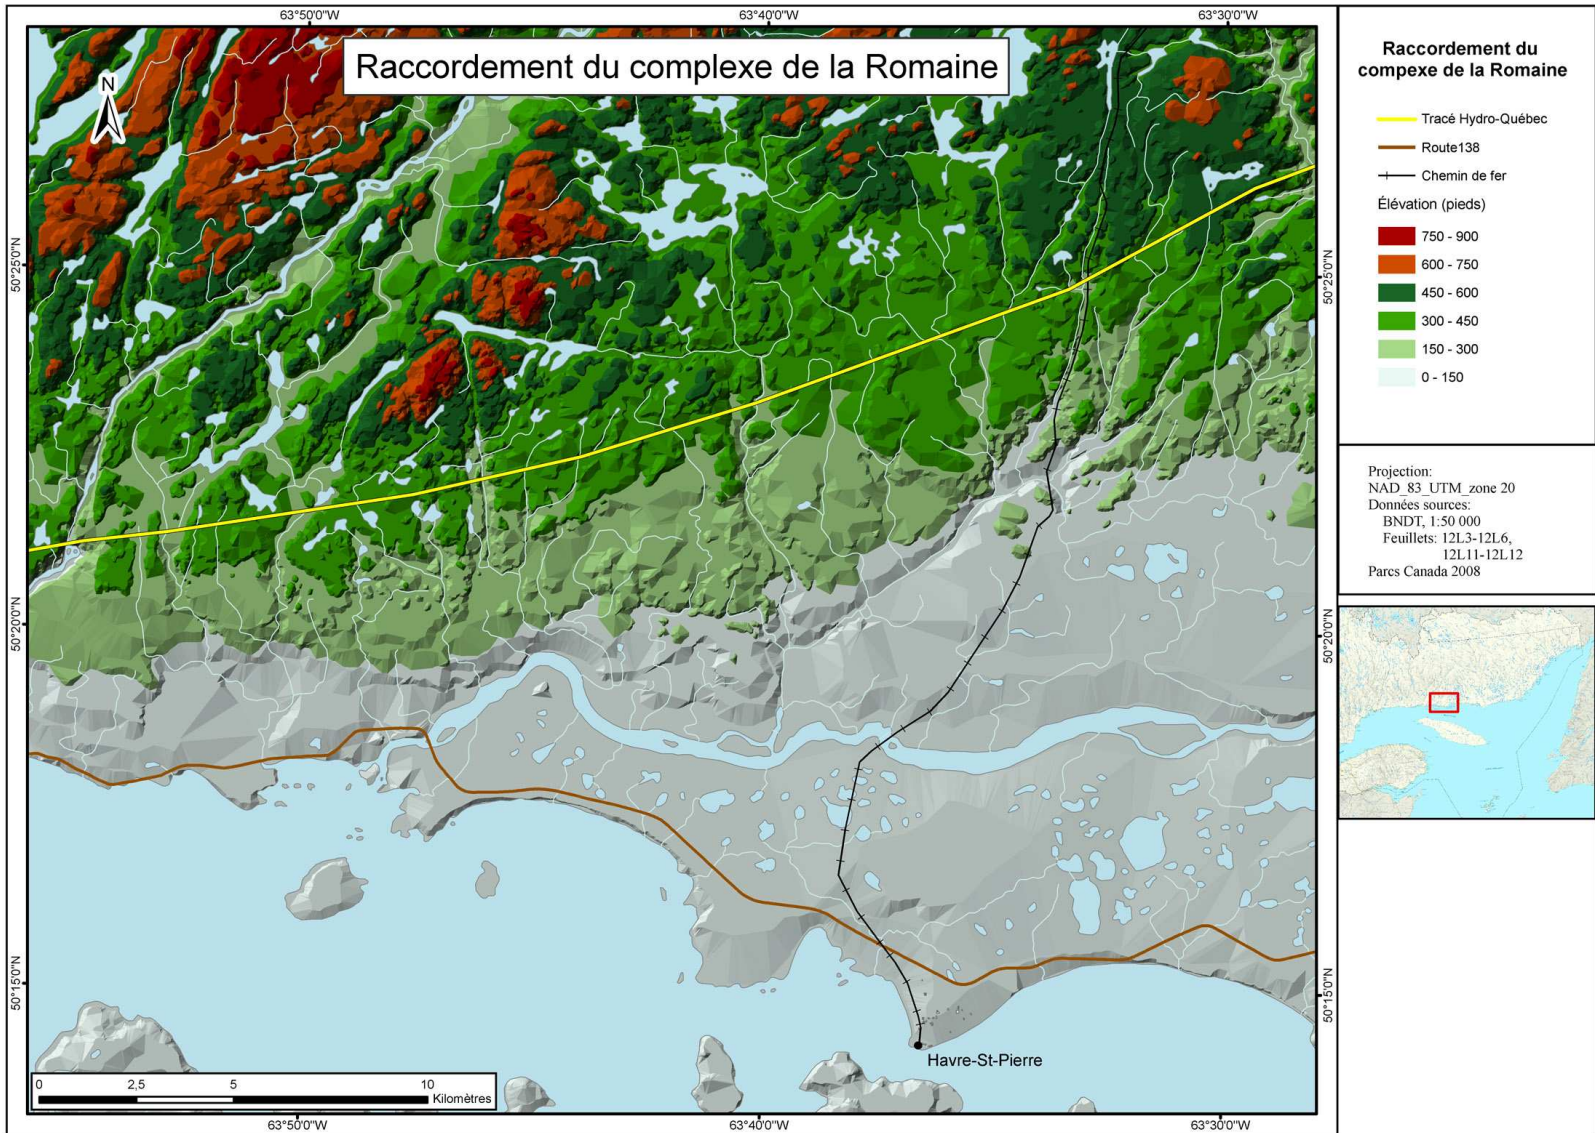 63°50'0"W
63°40'0"W
63°30'0"W
Raccordement du complexe de la Romaine
N
50°25'0"N
50°20'0"N
50°15'0"N
50°25'0"N
50°20'0"N
50°15'0"N
Havre-St-Pierre
0
2,5
5
10
Kilomètres
63°50'0"W
63°40'0"W
63°30'0"W
Raccordement du
compexe de la Romaine
Tracé Hydro-Québec
Route138
Chemin de fer
Élévation (pieds)
750 - 900
600 - 750
450 - 600
300 - 450
150 - 300
0 - 150
Projection:
NAD_83_UTM_zone 20
Données sources:
BNDT, 1:50 000
Feuillets: 12L3-12L6,
12L11-12L12
Parcs Canada 2008